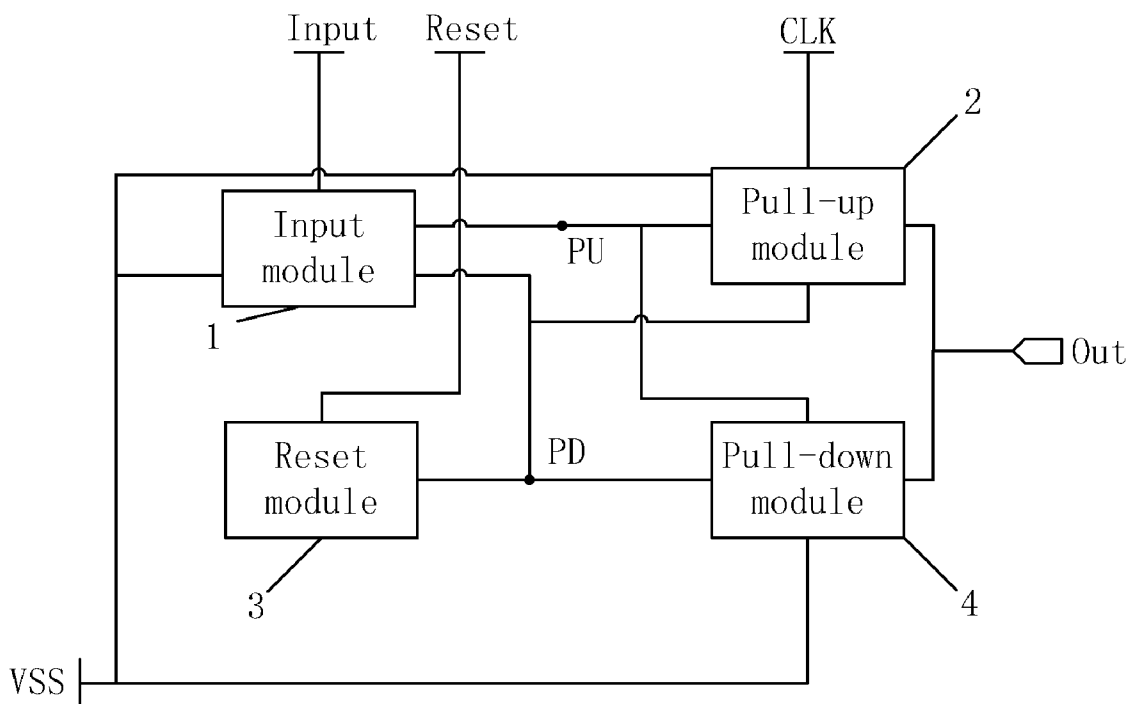 Input
Reset
CLK
2
Input
module
Pull-up
module
PU
1
Out
Reset
module
PD
Pull-down
module
3
4
VSS